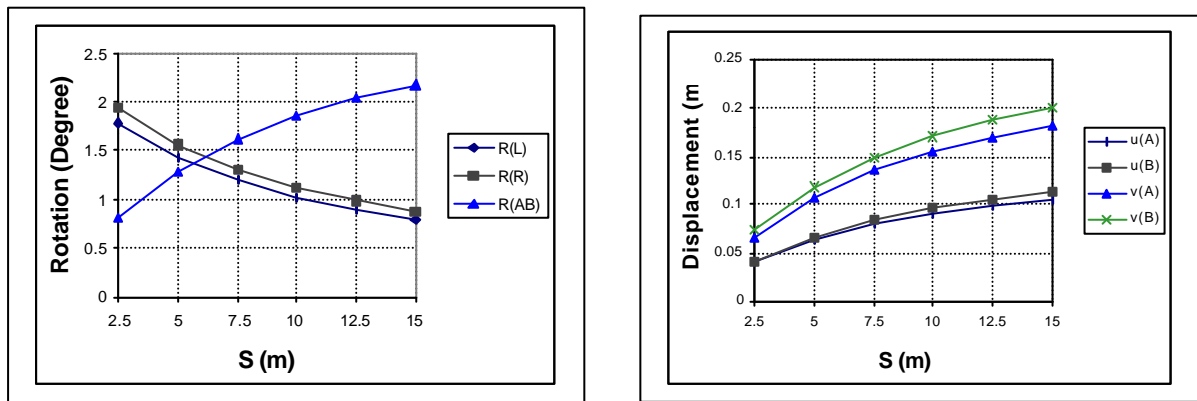 Rotation (Degree)
2.5
2
1.5
1
0.5
0
2.5 5 7.5 10 12.5 15
S (m)
R(L)
R(R)
R(AB)
Displacement (m
0.25
0.2
0.15
0.1
0.05
0
2.5 5 7.5 10 12.5 15
S (m)
u(A)
u(B)
v(A)
v(B)